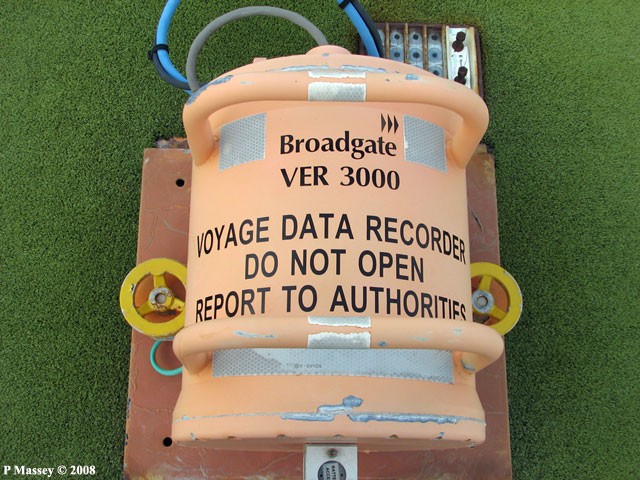 Broadgate
VER 3000
VOYAGE DATA RECORDER
DO NOT OPEN
REPORT TO AUTHORITIES
P Massey © 2008